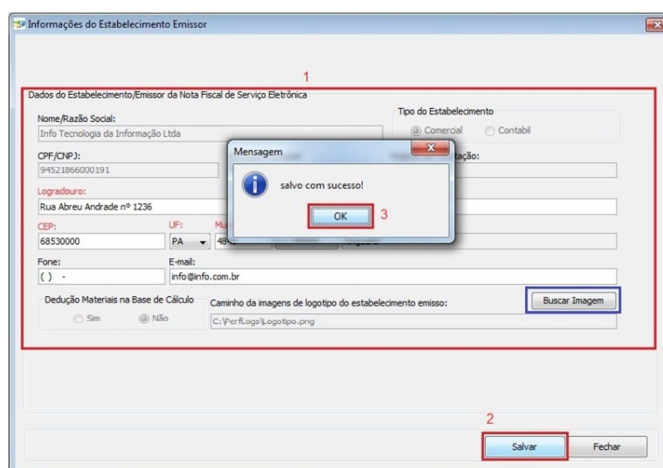 Informações do Estabelecimento Emissor
1
Dados do Estabelecimento/Emissor da Nota Fiscal de Serviço Eletrônica
Nome/Razão Social:
Info Tecnologia da Informação Ltda
Tipo do Estabelecimento
Comercial
Contabil
CPF/CNPJ:
94521866000191
tação:
Mensagem
salvo com sucesso!
OK
3
Logradouro:
Rua Abreu Andrade nº 1236
CEP:
UF:
68530000
PA
Fone:
E-mail:
( ) -
info@info.com.br
Dedução Materiais na Base de Cálculo
Sim
Não
Caminho da imagens de logotipo do estabelecimento emisso:
C:\PerfLogs\Logotipo.png
Buscar Imagem
2
Salvar
Fechar